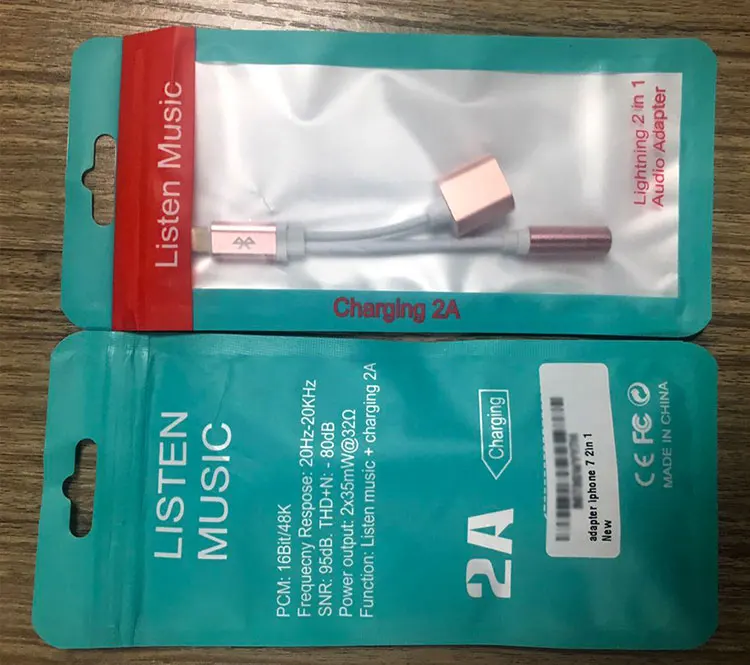 Listen Music
Lightning 2 in 1
Audio Adapter
Charging 2A
LISTEN
MUSIC
PCM: 16Bit/48K
Frequecny Respose: 20Hz-20KHz
SNR: 95dB. THD+N: - 80dB
Power output: 2x35mW@32Ω
Function: Listen music + charging 2A
Charging
2A
adapter iphone 7 2in 1
New
CE FC
MADE IN CHINA